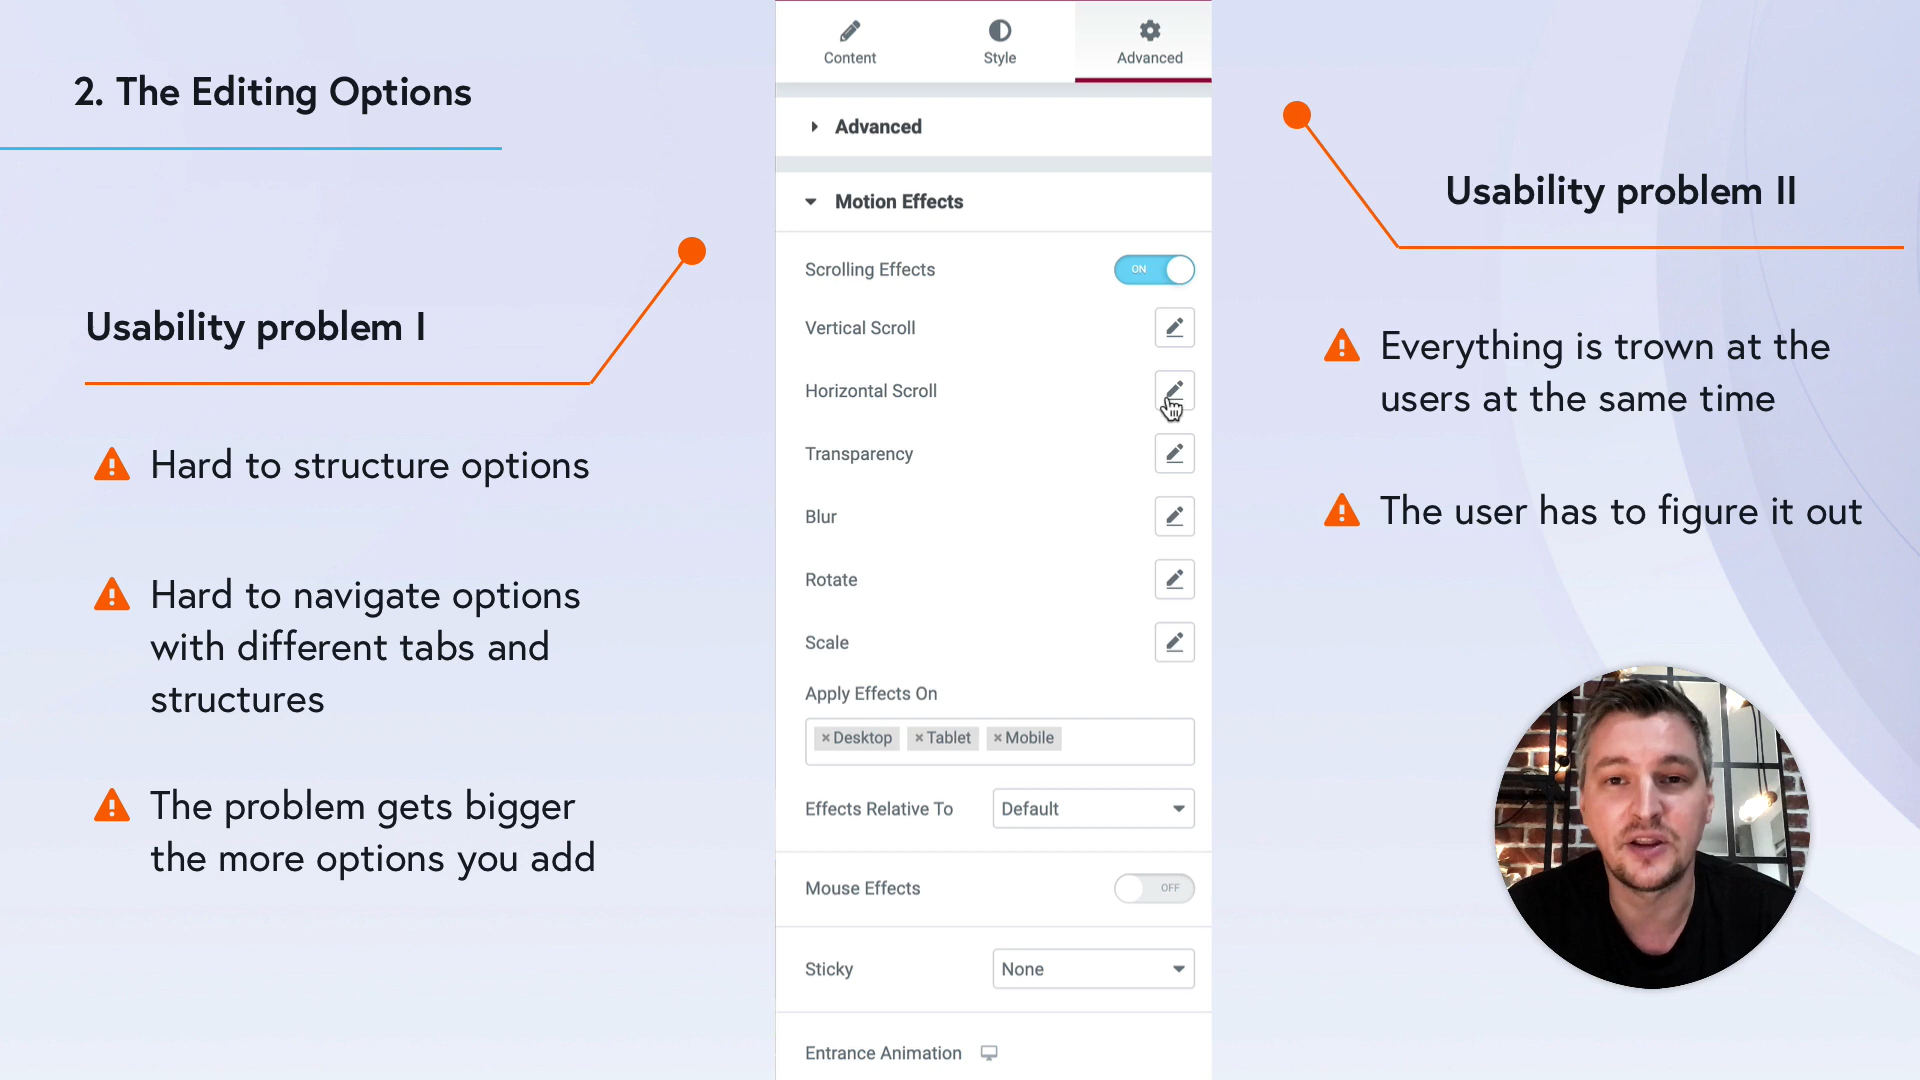 2. The Editing Options
Usability problem I
Hard to structure options
Hard to navigate options
with different tabs and
structures
The problem gets bigger
the more options you add
Content
Style
Advanced
Advanced
Motion Effects
Scrolling Effects
ON
Vertical Scroll
Horizontal Scroll
Transparency
Blur
Rotate
Scale
Apply Effects On
×Desktop ×Tablet ×Mobile
Effects Relative To
Default
Mouse Effects
OFF
Sticky
None
Entrance Animation
Usability problem II
Everything is trown at the
users at the same time
The user has to figure it out